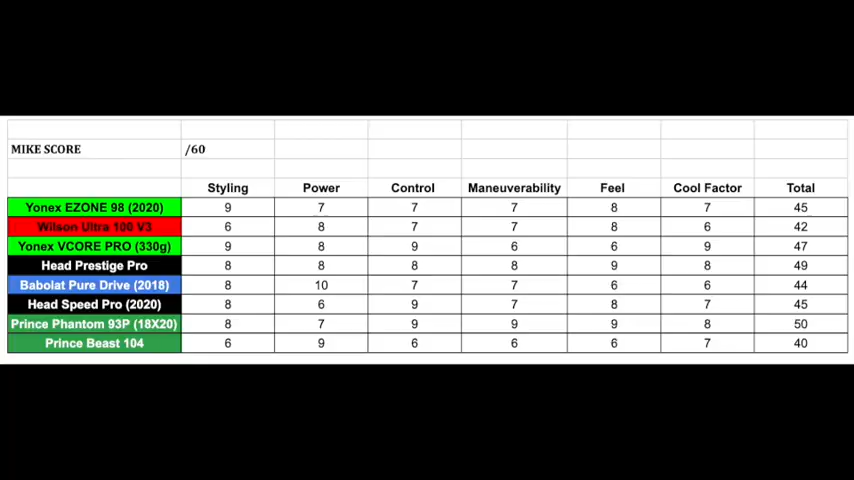 MIKE SCORE /60
Styling Power Control Maneuverability Feel Cool Factor Total
Yonex EZONE 98 (2020) 9 7 7 7 8 7 45
Wilson Ultra 100 V3 6 8 7 7 8 6 42
Yonex VCORE PRO (330g) 9 8 9 6 6 9 47
Head Prestige Pro 8 8 8 8 9 8 49
Babolat Pure Drive (2018) 8 10 7 7 6 6 44
Head Speed Pro (2020) 8 6 9 7 8 7 45
Prince Phantom 93P (18X20) 8 7 9 9 9 8 50
Prince Beast 104 6 9 6 6 6 7 40